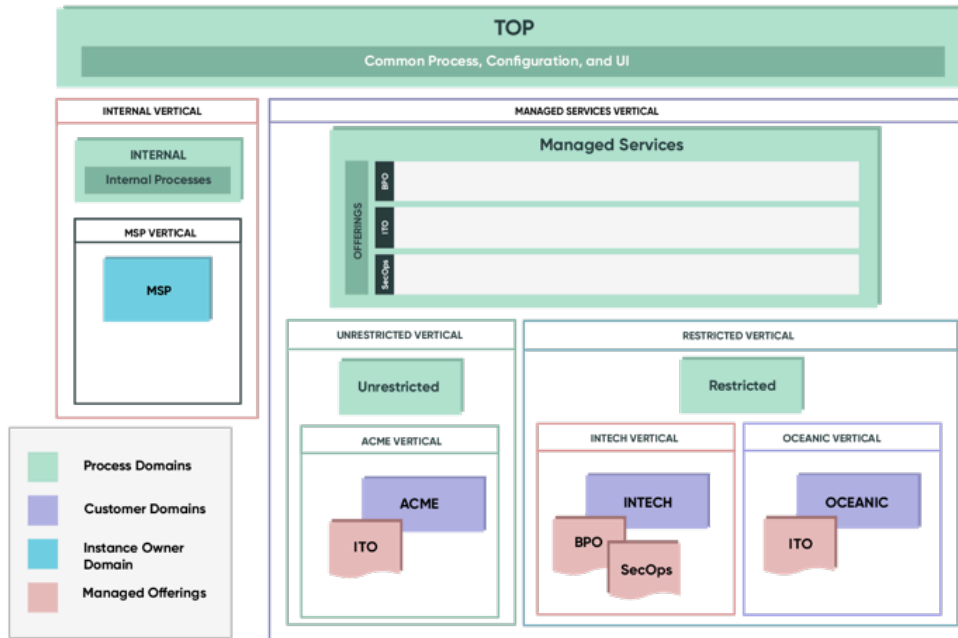 TOP
Common Process, Configuration, and UI
INTERNAL VERTICAL
INTERNAL
Internal Processes
MSP VERTICAL
MSP
MANAGED SERVICES VERTICAL
Managed Services
OFFERINGS
BPO
ITO
SecOps
UNRESTRICTED VERTICAL
Unrestricted
ACME VERTICAL
ACME
ITO
RESTRICTED VERTICAL
Restricted
INTECH VERTICAL
INTECH
BPO
SecOps
OCEANIC VERTICAL
OCEANIC
ITO
Process Domains
Customer Domains
Instance Owner
Domain
Managed Offerings